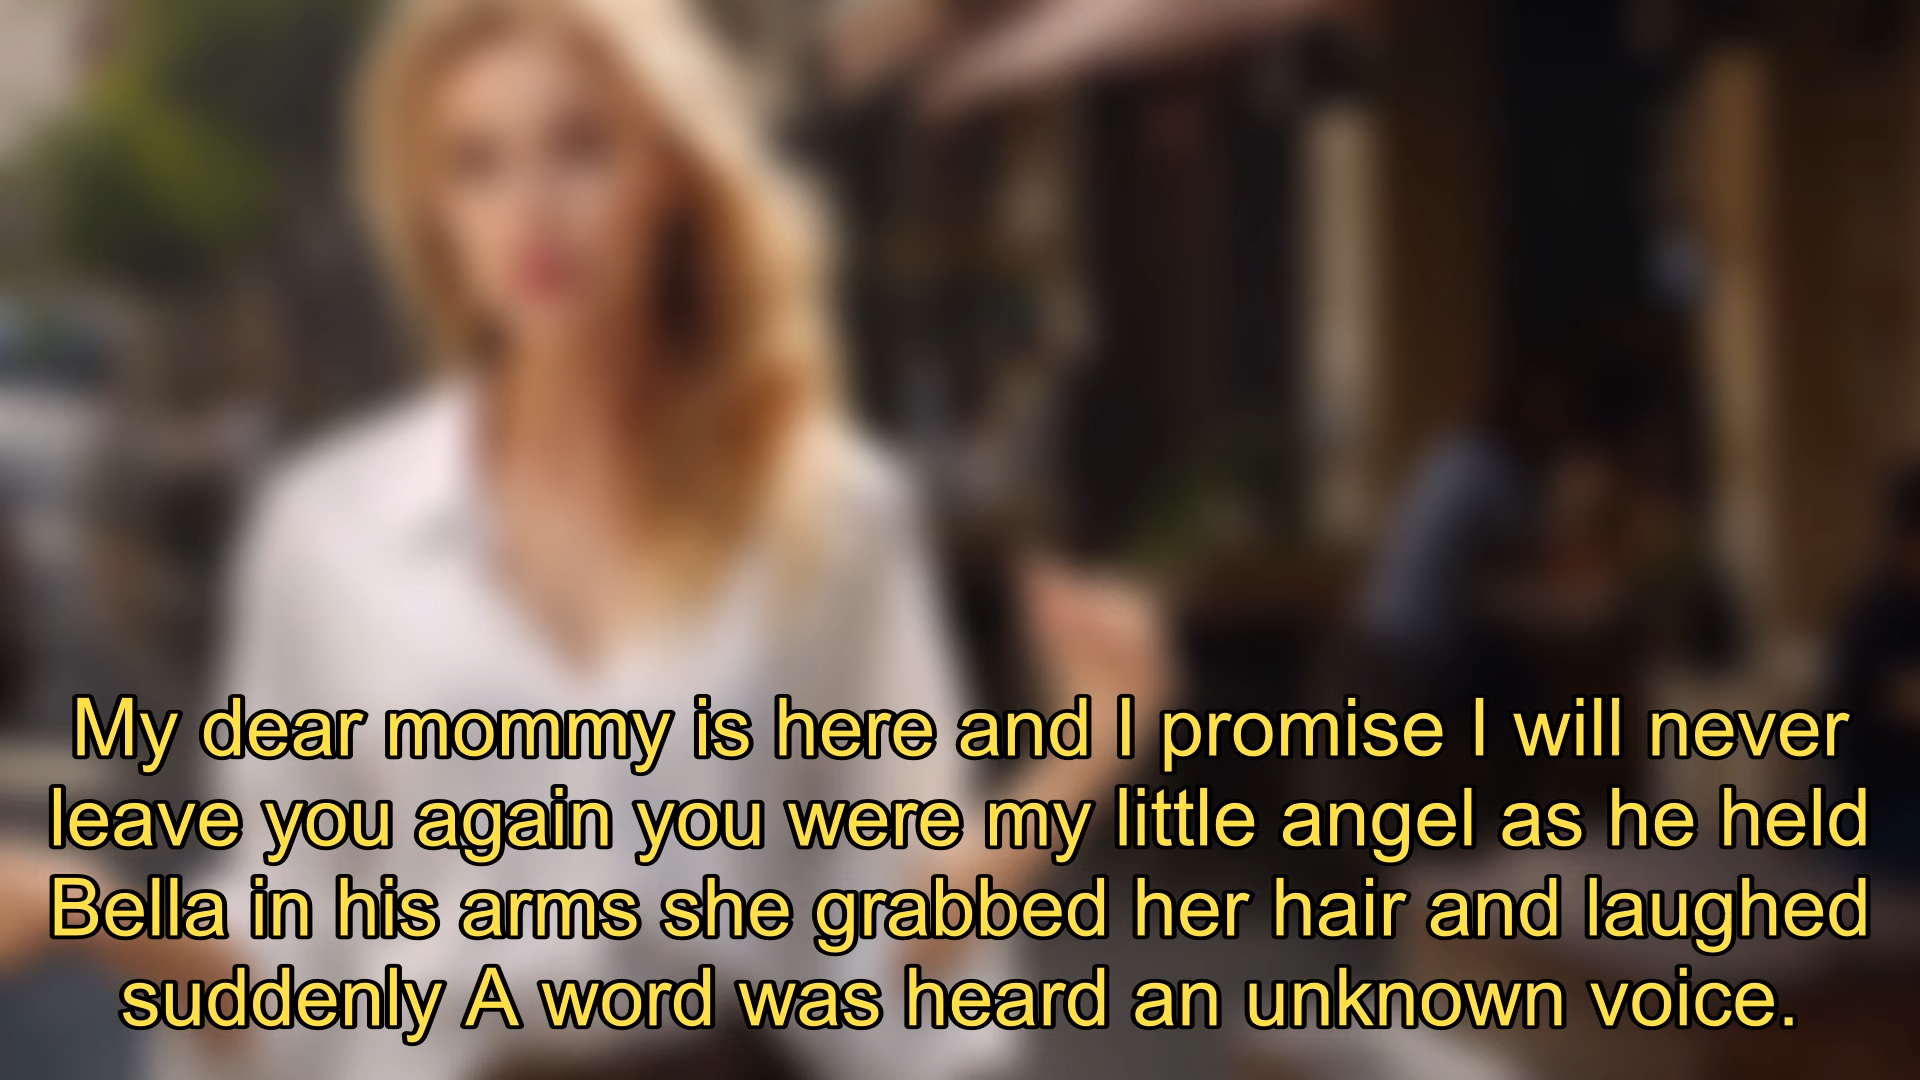 My dear mommy is here and I promise I will never
leave you again you were my little angel as he held
Bella in his arms she grabbed her hair and laughed
suddenly A word was heard an unknown voice.